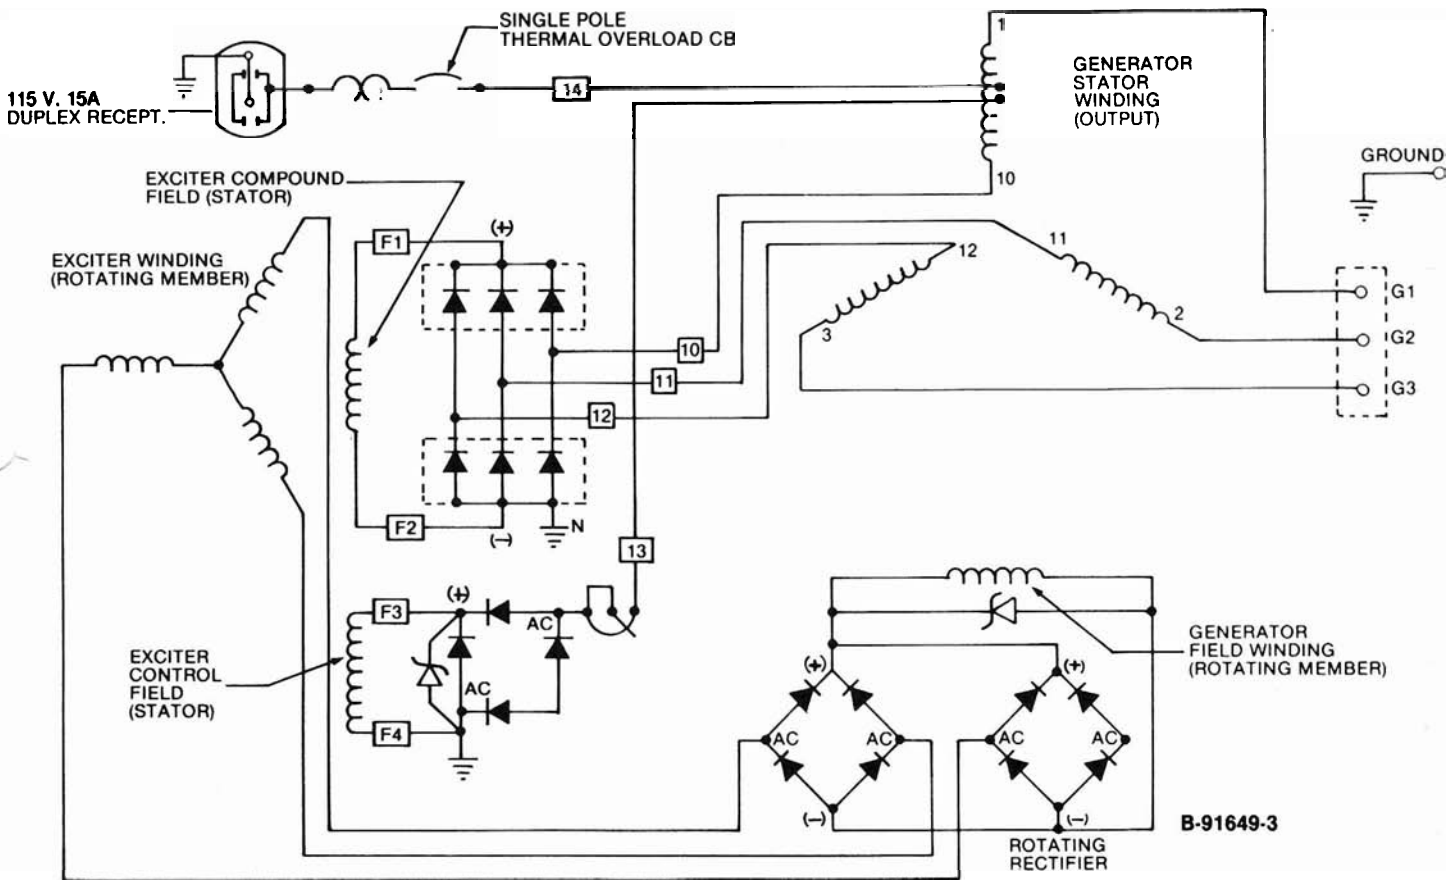 SINGLE POLE
THERMAL OVERLOAD CB
1
14
GENERATOR
STATOR
WINDING
(OUTPUT)
115 V. 15A
DUPLEX RECEPT.
GROUND
EXCITER COMPOUND
FIELD (STATOR)
10
F1
(+)
11
12
EXCITER WINDING
(ROTATING MEMBER)
G1
2
3
G2
10
11
G3
12
F2
(–)
N
13
(+)
F3
AC
EXCITER
CONTROL
FIELD
(STATOR)
AC
F4
GENERATOR
FIELD WINDING
(ROTATING MEMBER)
(+)
(+)
AC
AC
AC
AC
(–)
(–)
B-91649-3
ROTATING
RECTIFIER